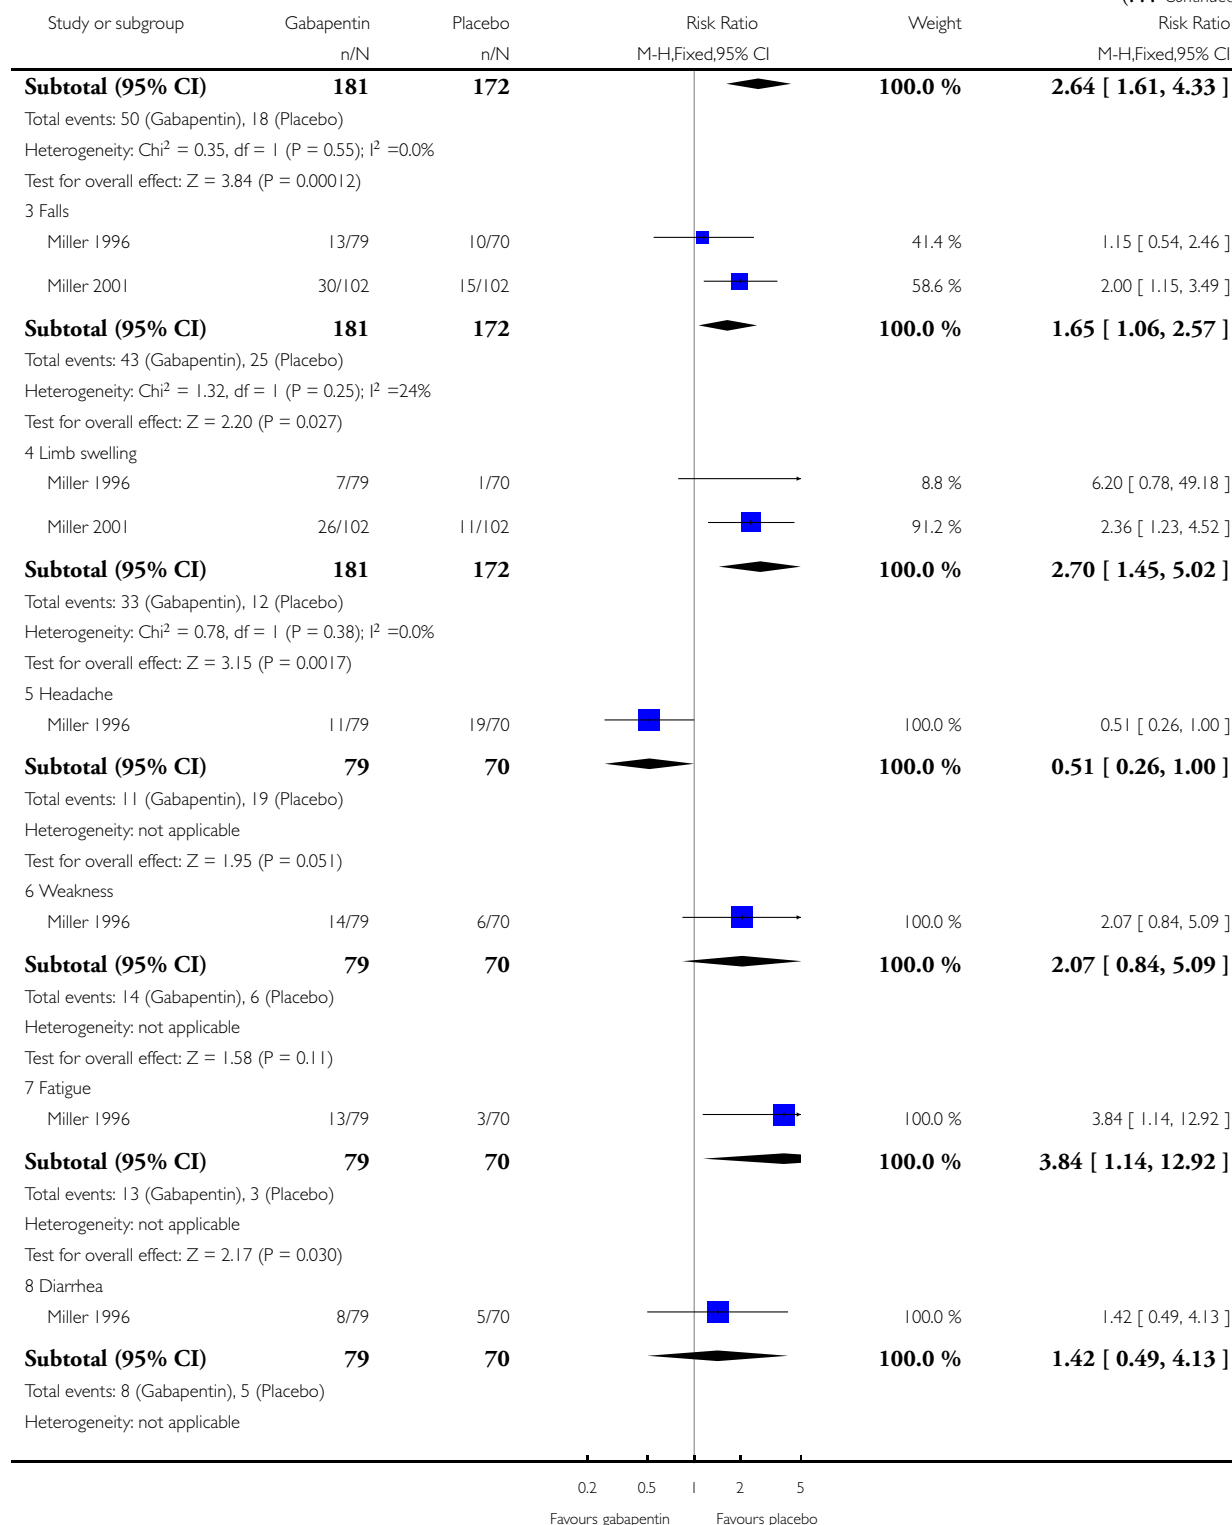 Continued
Study or subgroup Gabapentin Placebo Risk Ratio Weight Risk Ratio
n/N n/N M-H,Fixed,95% CI M-H,Fixed,95% CI
Subtotal (95% CI) 181 172 100.0 % 2.64 [ 1.61, 4.33 ]
Total events: 50 (Gabapentin), 18 (Placebo)
Heterogeneity: Chi² = 0.35, df = 1 (P = 0.55); I² =0.0%
Test for overall effect: Z = 3.84 (P = 0.00012)
3 Falls
Miller 1996 13/79 10/70 41.4 % 1.15 [ 0.54, 2.46 ]
Miller 2001 30/102 15/102 58.6 % 2.00 [ 1.15, 3.49 ]
Subtotal (95% CI) 181 172 100.0 % 1.65 [ 1.06, 2.57 ]
Total events: 43 (Gabapentin), 25 (Placebo)
Heterogeneity: Chi² = 1.32, df = 1 (P = 0.25); I² =24%
Test for overall effect: Z = 2.20 (P = 0.027)
4 Limb swelling
Miller 1996 7/79 1/70 8.8 % 6.20 [ 0.78, 49.18 ]
Miller 2001 26/102 11/102 91.2 % 2.36 [ 1.23, 4.52 ]
Subtotal (95% CI) 181 172 100.0 % 2.70 [ 1.45, 5.02 ]
Total events: 33 (Gabapentin), 12 (Placebo)
Heterogeneity: Chi² = 0.78, df = 1 (P = 0.38); I² =0.0%
Test for overall effect: Z = 3.15 (P = 0.0017)
5 Headache
Miller 1996 11/79 19/70 100.0 % 0.51 [ 0.26, 1.00 ]
Subtotal (95% CI) 79 70 100.0 % 0.51 [ 0.26, 1.00 ]
Total events: 11 (Gabapentin), 19 (Placebo)
Heterogeneity: not applicable
Test for overall effect: Z = 1.95 (P = 0.051)
6 Weakness
Miller 1996 14/79 6/70 100.0 % 2.07 [ 0.84, 5.09 ]
Subtotal (95% CI) 79 70 100.0 % 2.07 [ 0.84, 5.09 ]
Total events: 14 (Gabapentin), 6 (Placebo)
Heterogeneity: not applicable
Test for overall effect: Z = 1.58 (P = 0.11)
7 Fatigue
Miller 1996 13/79 3/70 100.0 % 3.84 [ 1.14, 12.92 ]
Subtotal (95% CI) 79 70 100.0 % 3.84 [ 1.14, 12.92 ]
Total events: 13 (Gabapentin), 3 (Placebo)
Heterogeneity: not applicable
Test for overall effect: Z = 2.17 (P = 0.030)
8 Diarrhea
Miller 1996 8/79 5/70 100.0 % 1.42 [ 0.49, 4.13 ]
Subtotal (95% CI) 79 70 100.0 % 1.42 [ 0.49, 4.13 ]
Total events: 8 (Gabapentin), 5 (Placebo)
Heterogeneity: not applicable
0.2 0.5 1 2 5
Favours gabapentin Favours placebo